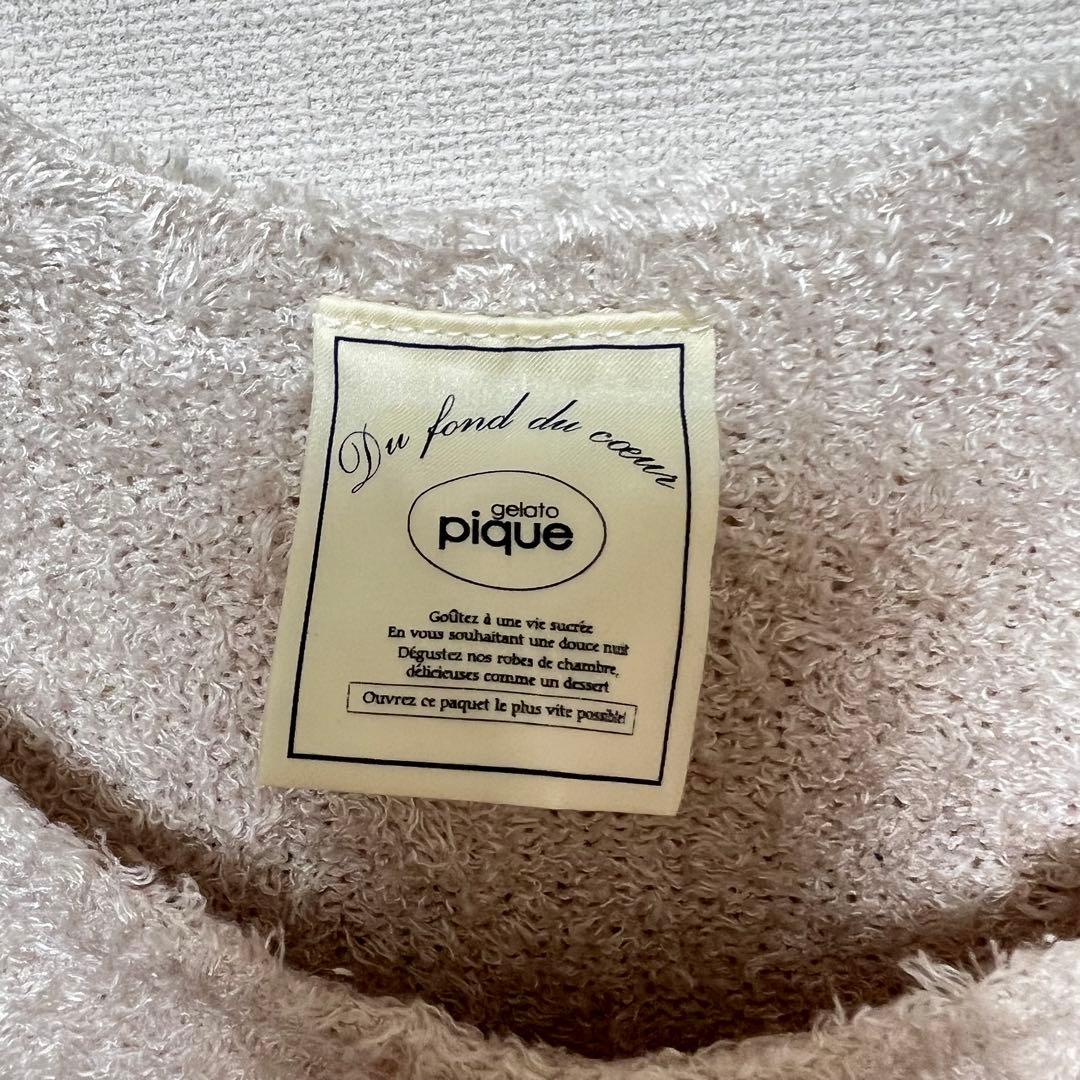 Du fond du cœur
gelato
pique
Goûtez à une vie sucrée
En vous souhaitant une douce nuit
Dégustez nos robes de chambre,
délicieuses comme un dessert
Ouvrez ce paquet le plus vite possible!